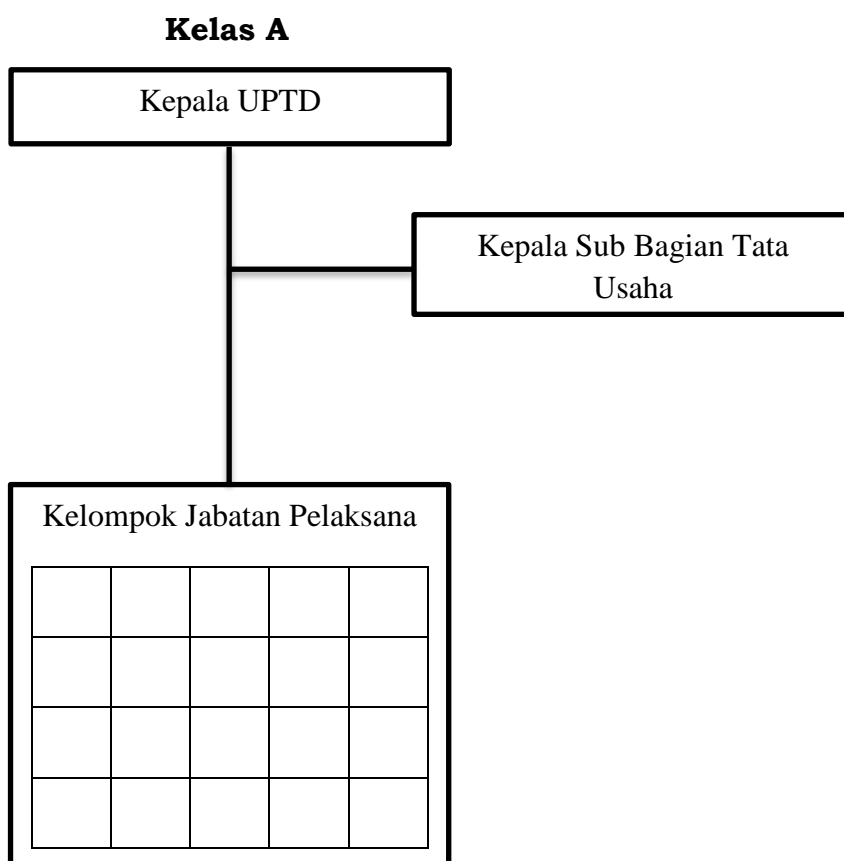 Kelas A
Kepala UPTD
Kepala Sub Bagian Tata
Usaha
Kelompok Jabatan Pelaksana